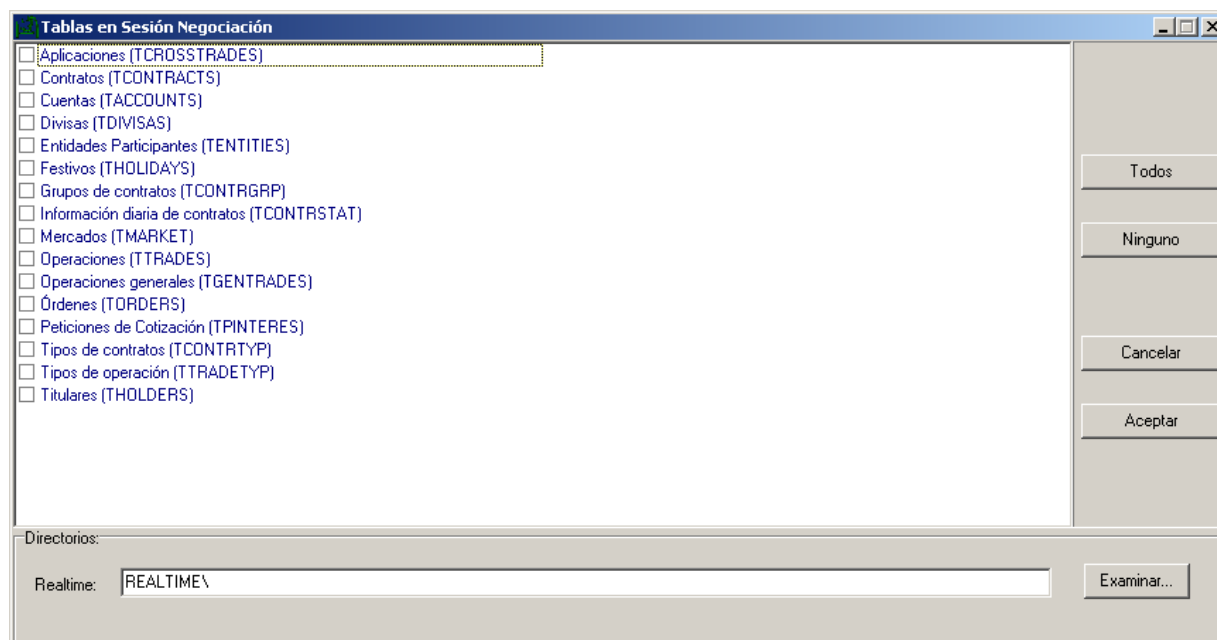 Tablas en Sesión Negociación
Aplicaciones (TCROSSTRADES)
Contratos (TCONTRACTS)
Cuentas (TACCOUNTS)
Divisas (TDIVISAS)
Entidades Participantes (TENTITIES)
Festivos (THOLIDAYS)
Grupos de contratos (TCONTRGRP)
Información diaria de contratos (TCONTRSTAT)
Mercados (TMARKET)
Operaciones (TTRADES)
Operaciones generales (TGENTRADES)
Órdenes (TORDERS)
Peticiones de Cotización (TPINTERES)
Tipos de contratos (TCONTRTYP)
Tipos de operación (TTRADETYP)
Titulares (THOLDERS)
Todos
Ninguno
Cancelar
Aceptar
Directorios:
Realtime: REALTIME\ Examinar...